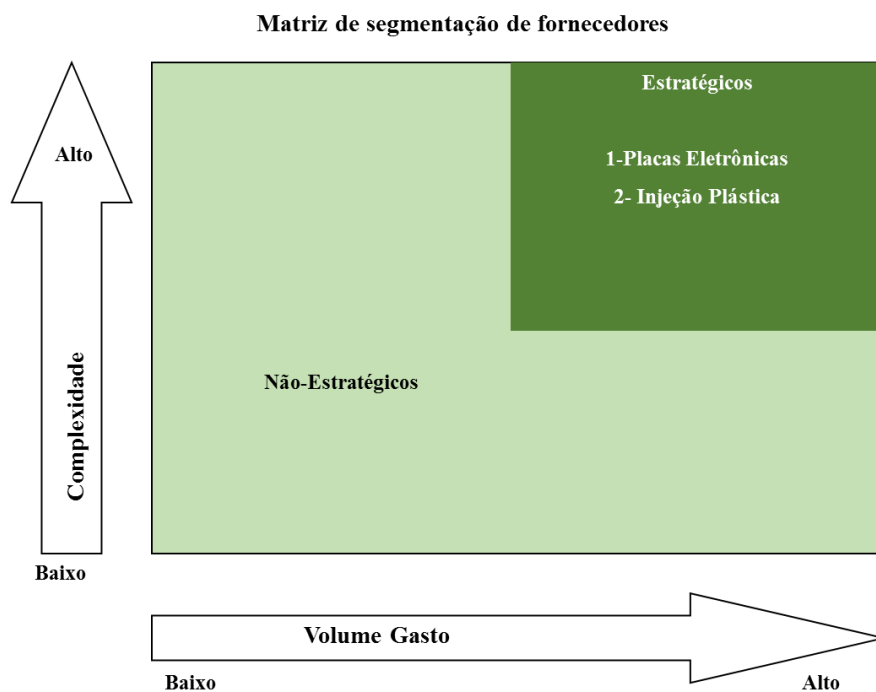 Matriz de segmentação de fornecedores
Estratégicos
Alto
1-Placas Eletrônicas
2- Injeção Plástica
Complexidade
Não-Estratégicos
Baixo
Volume Gasto
Baixo
Alto